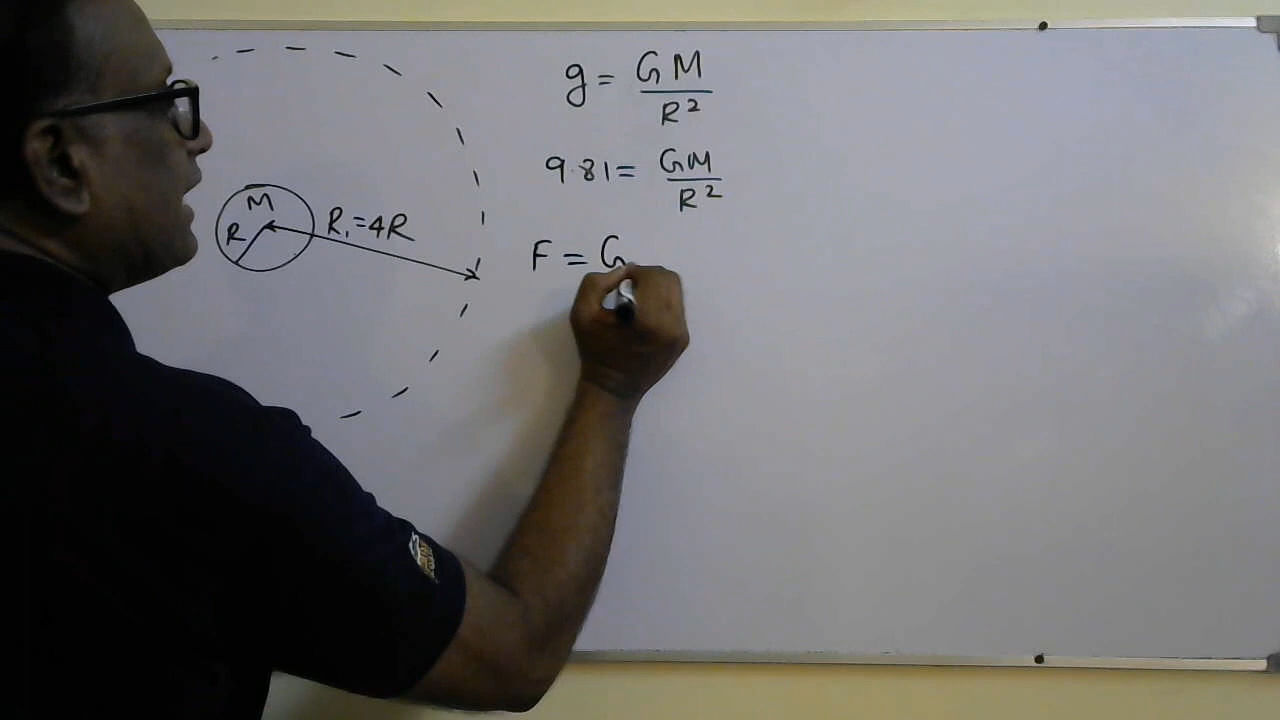 g = GM/R²
9.81 = GM/R²
F = G
M
R
R₁=4R